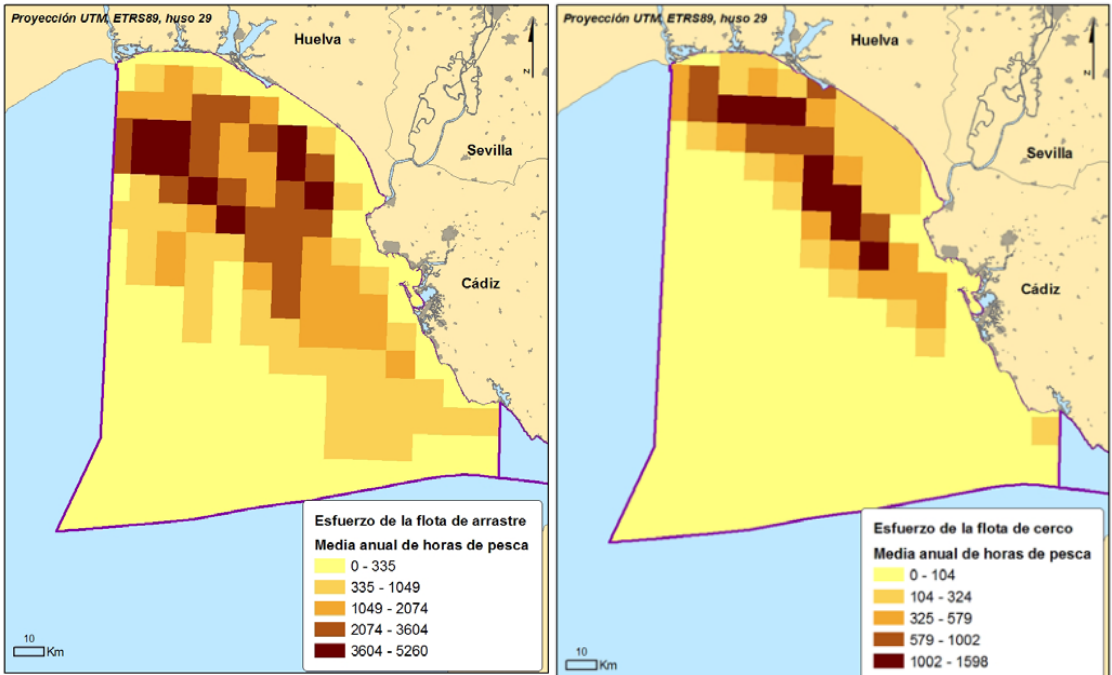 Proyección UTM, ETRS89, huso 29
Huelva
N
Sevilla
Cádiz
Esfuerzo de la flota de arrastre
Media anual de horas de pesca
0 - 335
335 - 1049
1049 - 2074
2074 - 3604
3604 - 5260
10
Km
Proyección UTM, ETRS89, huso 29
Huelva
N
Sevilla
Cádiz
Esfuerzo de la flota de cerco
Media anual de horas de pesca
0 - 104
104 - 324
325 - 579
579 - 1002
1002 - 1598
10
Km